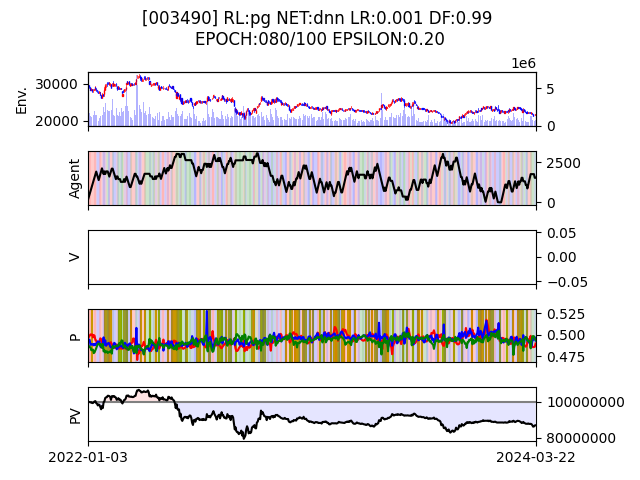 [003490] RL:pg NET:dnn LR:0.001 DF:0.99
EPOCH:080/100 EPSILON:0.20
1e6
Env.
30000
20000
5
0
Agent
2500
0
V
0.05
0.00
−0.05
P
0.525
0.500
0.475
PV
100000000
80000000
2022-01-03
2024-03-22